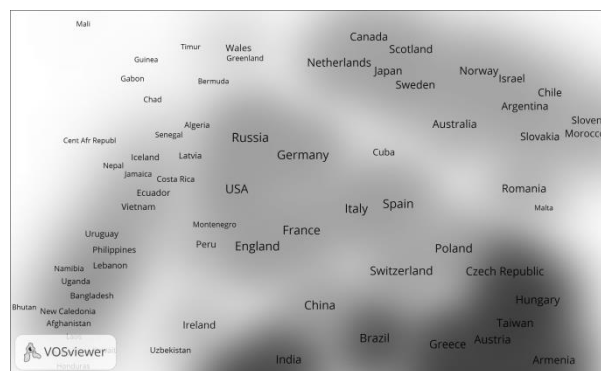 Mali
Canada
Timur
Wales
Scotland
Guinea
Greenland
Netherlands
Japan
Norway
Israel
Gabon
Bermuda
Sweden
Chile
Chad
Argentina
Algeria
Australia
Sloven
Senegal
Russia
Slovakia
Morocc
Cent Afr Republ
Iceland
Latvia
Germany
Cuba
Nepal
Jamaica
Costa Rica
Ecuador
USA
Romania
Vietnam
Italy
Spain
Malta
Montenegro
Uruguay
France
Peru
England
Philippines
Poland
Namibia
Lebanon
Switzerland
Czech Republic
Uganda
Bangladesh
Hungary
Bhutan
New Caledonia
China
Afghanistan
Ireland
Taiwan
Brazil
Austria
Greece
VOSviewer
Uzbekistan
India
Armenia
Honduras